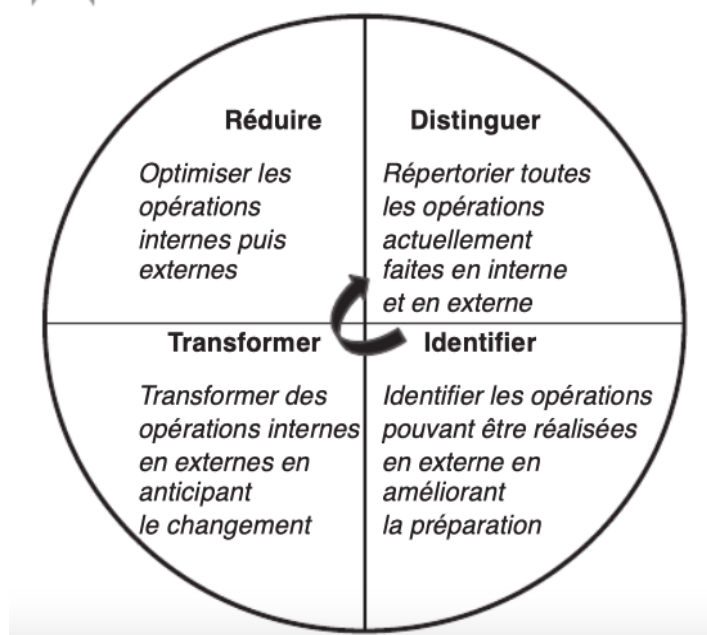 Réduire
Optimiser les
opérations
internes puis
externes
Distinguer
Répertorier toutes
les opérations
actuellement
faites en interne
et en externe
Transformer
Transformer des
opérations internes
en externes en
anticipant
le changement
Identifier
Identifier les opérations
pouvant être réalisées
en externe en
améliorant
la préparation